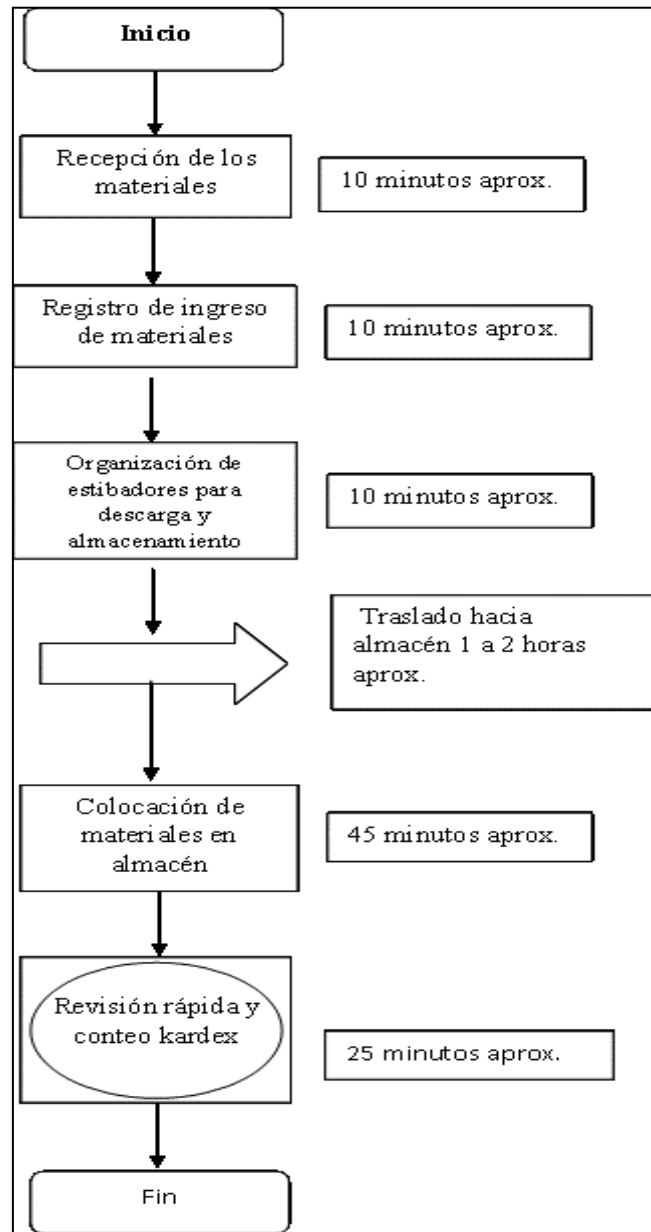 Inicio
Recepción de los
materiales
10 minutos aprox.
Registro de ingreso
de materiales
10 minutos aprox.
Organización de
estibadores para
descarga y
almacenamiento
10 minutos aprox.
Traslado hacia
almacén 1 a 2 horas
aprox.
Colocación de
materiales en
almacén
45 minutos aprox.
Revisión rápida y
conteo kardex
25 minutos aprox.
Fin